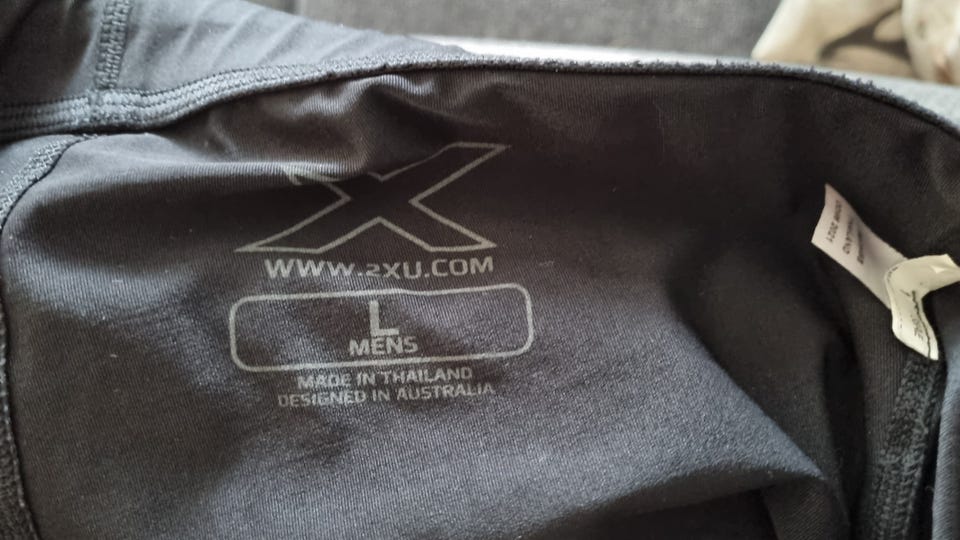 X
WWW.2XU.COM
L
MENS
MADE IN THAILAND
DESIGNED IN AUSTRALIA